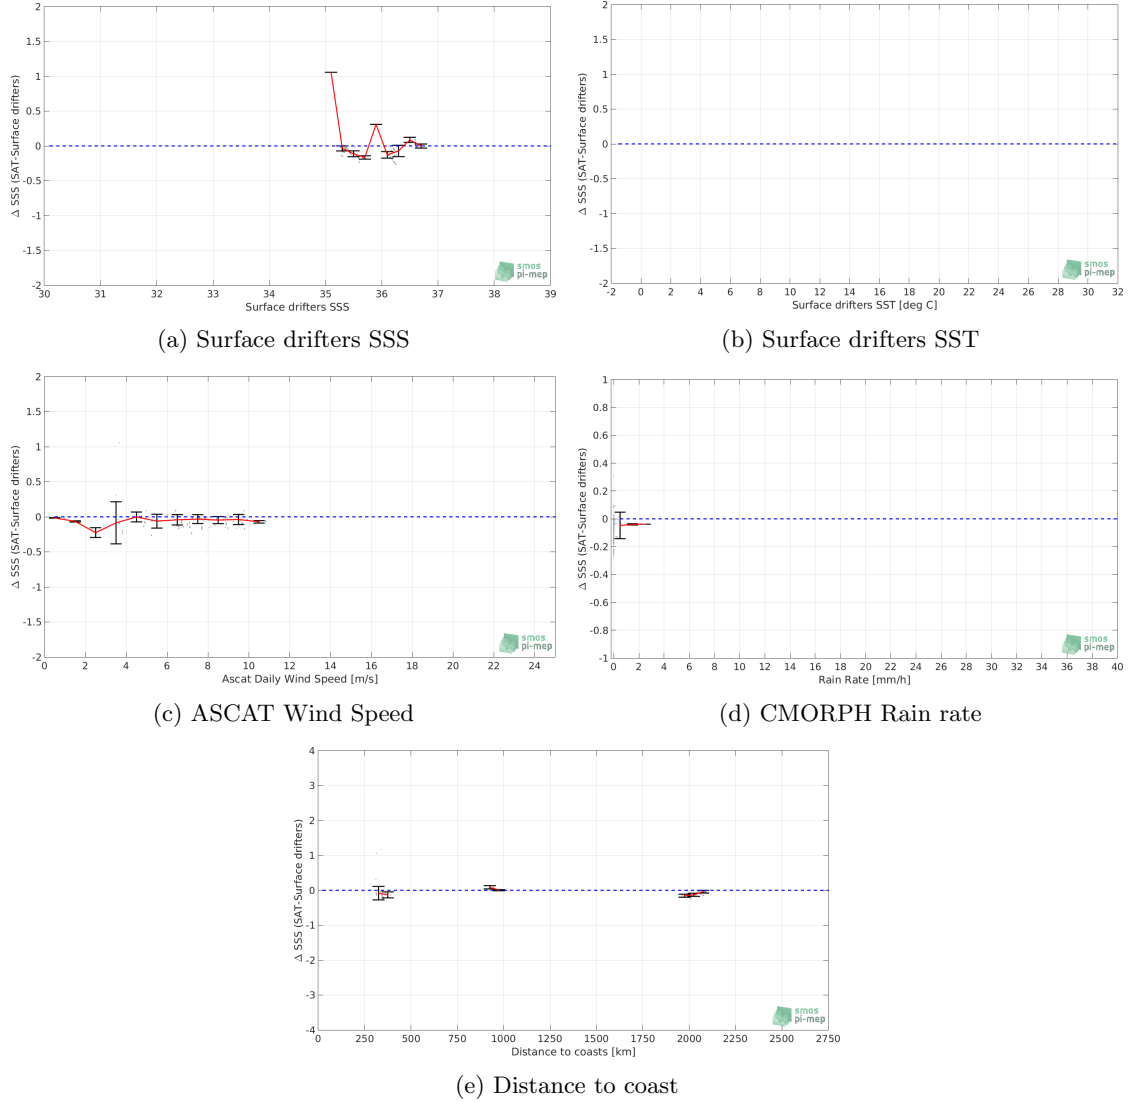 2
1.5
1
0.5
0
-0.5
-1
-1.5
-2
Δ SSS (SAT-Surface drifters)
30 31 32 33 34 35 36 37 38 39
Surface drifters SSS
smos
pi-mep
(a) Surface drifters SSS
2
1.5
1
0.5
0
-0.5
-1
-1.5
-2
Δ SSS (SAT-Surface drifters)
-2 0 2 4 6 8 10 12 14 16 18 20 22 24 26 28 30 32
Surface drifters SST [deg C]
smos
pi-mep
(b) Surface drifters SST
2
1.5
1
0.5
0
-0.5
-1
-1.5
-2
Δ SSS (SAT-Surface drifters)
0 2 4 6 8 10 12 14 16 18 20 22 24
Ascat Daily Wind Speed [m/s]
smos
pi-mep
(c) ASCAT Wind Speed
1
0.8
0.6
0.4
0.2
0
-0.2
-0.4
-0.6
-0.8
-1
Δ SSS (SAT-Surface drifters)
0 2 4 6 8 10 12 14 16 18 20 22 24 26 28 30 32 34 36 38 40
Rain Rate [mm/h]
smos
pi-mep
(d) CMORPH Rain rate
4
3
2
1
0
-1
-2
-3
-4
Δ SSS (SAT-Surface drifters)
0 250 500 750 1000 1250 1500 1750 2000 2250 2500 2750
Distance to coasts [km]
smos
pi-mep
(e) Distance to coast